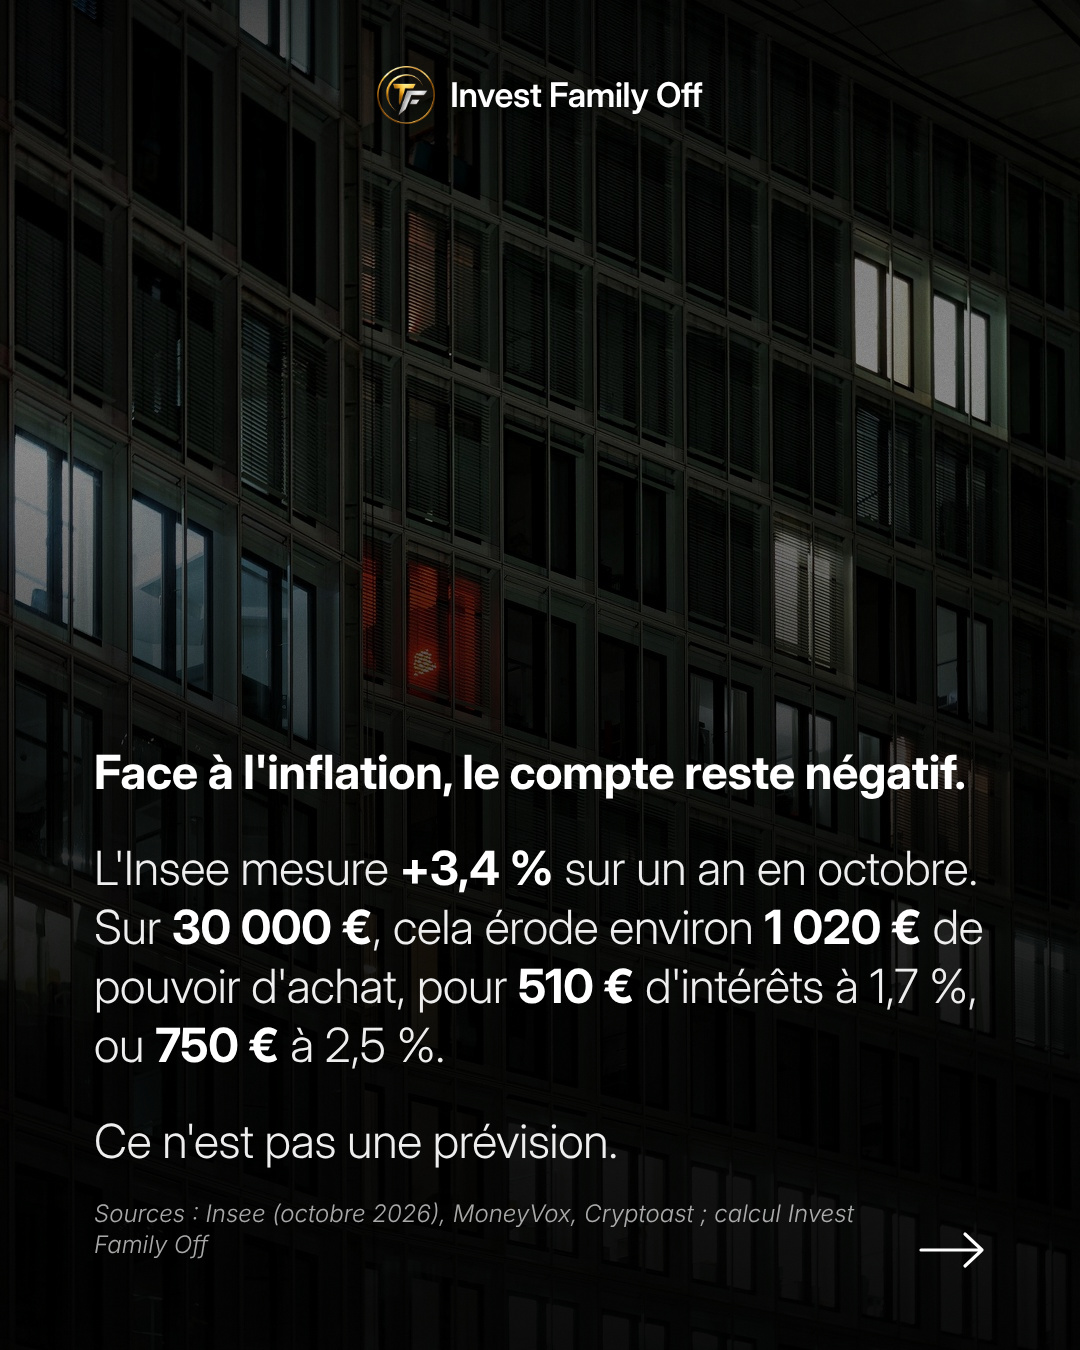 TF Invest Family Off
Face à l'inflation, le compte reste négatif.
L'Insee mesure +3,4 % sur un an en octobre.
Sur 30 000 €, cela érode environ 1 020 € de
pouvoir d'achat, pour 510 € d'intérêts à 1,7 %,
ou 750 € à 2,5 %.
Ce n'est pas une prévision.
Sources : Insee (octobre 2026), MoneyVox, Cryptoast ; calcul Invest
Family Off